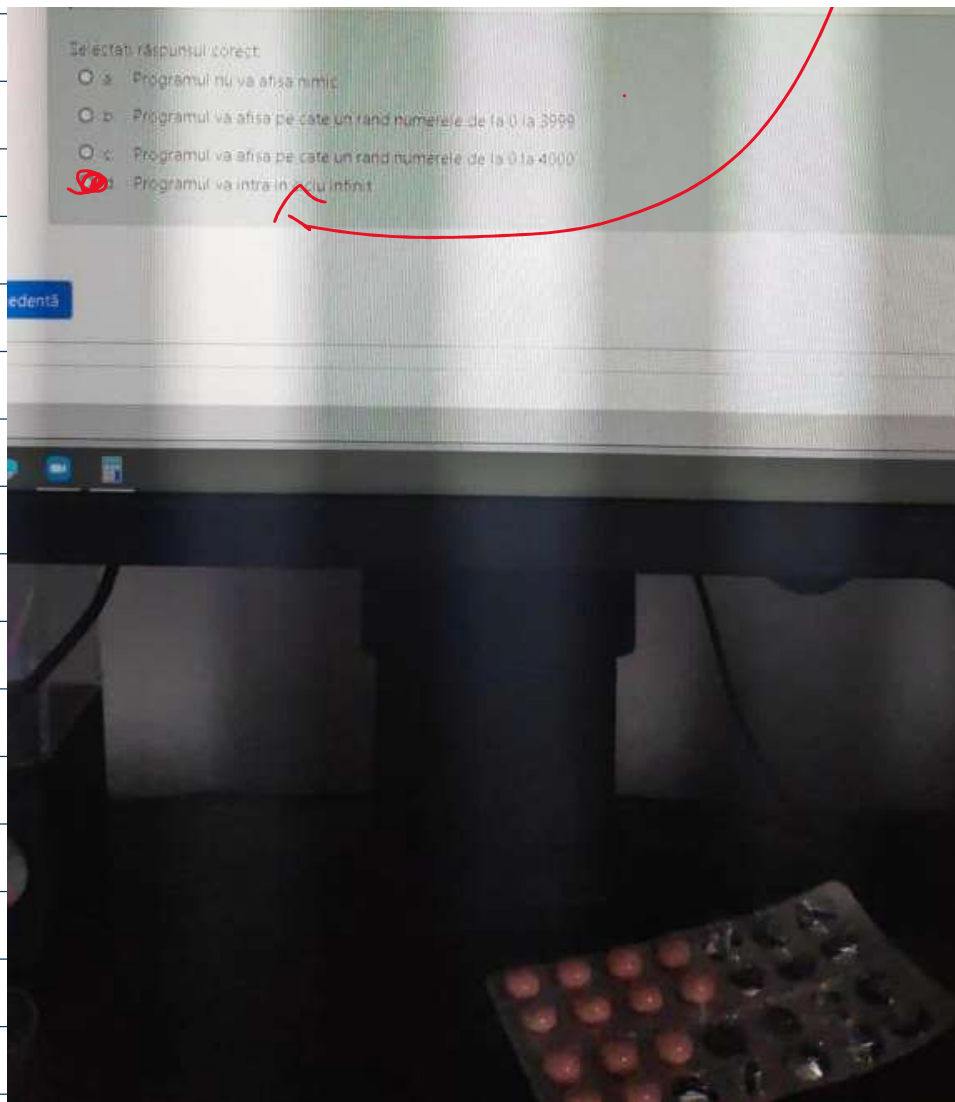 Selectati răspunsul corect:
a. Programul nu va afisa nimic
b. Programul va afisa pe cate un rand numerele de la 0 la 3999
c. Programul va afisa pe cate un rand numerele de la 0 la 4000
Programul va intra in ciclu infinit
edentă